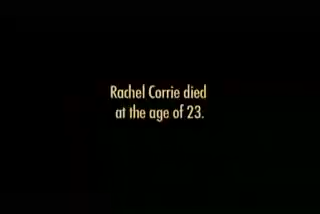 Rachel Corrie died
at the age of 23.